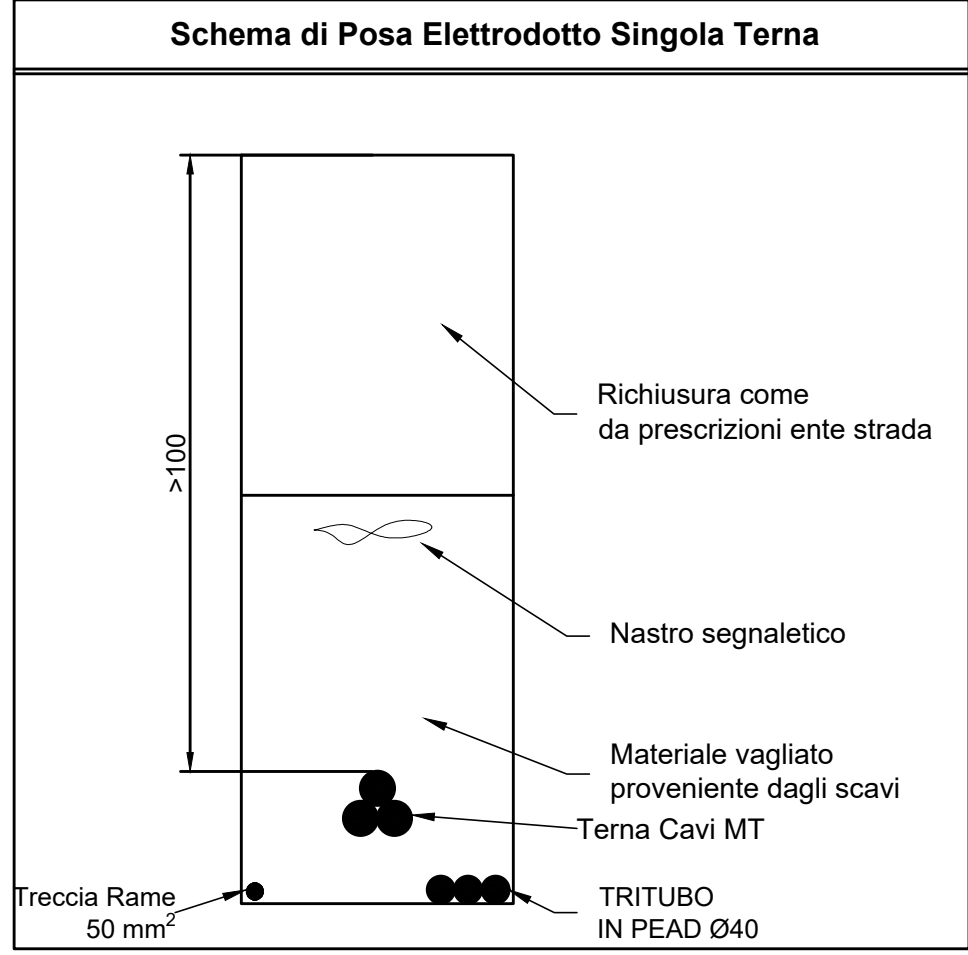 Schema di Posa Elettrodotto Singola Terna
>100
Richiusura come
da prescrizioni ente strada
Nastro segnaletico
Materiale vagliato
proveniente dagli scavi
Terna Cavi MT
Treccia Rame
50 mm²
TRITUBO
IN PEAD Ø40